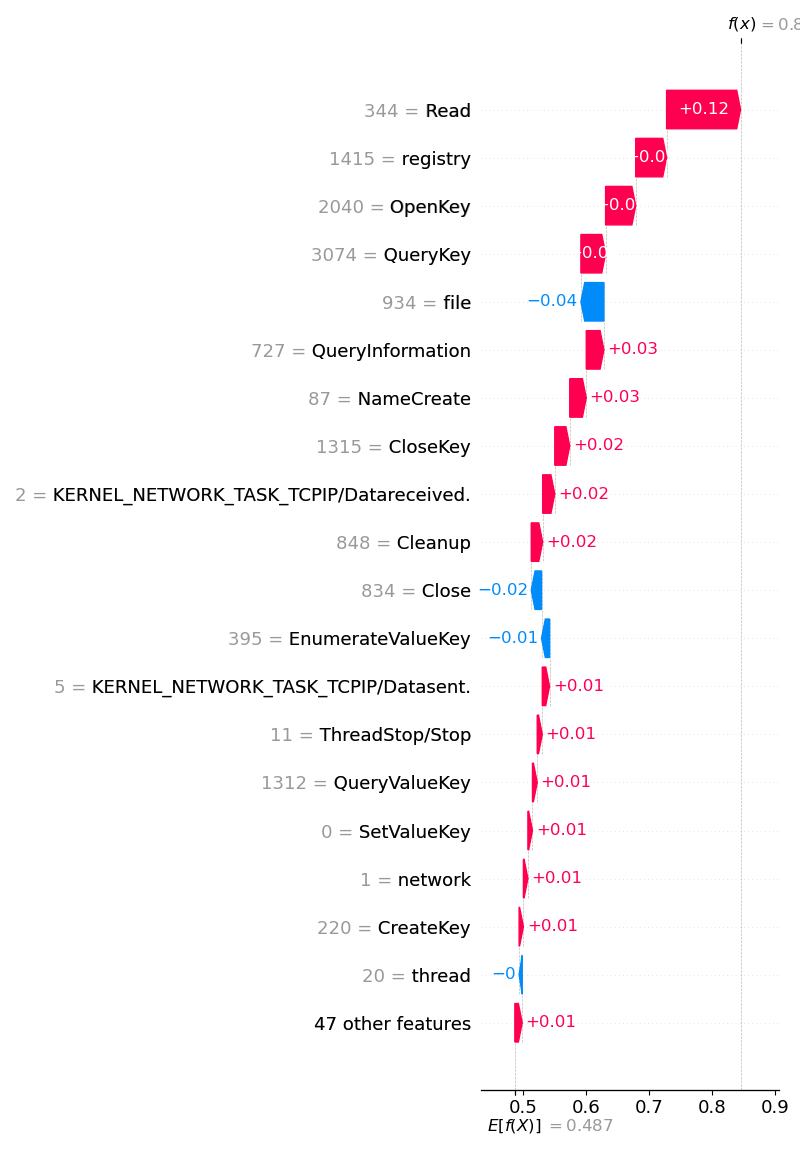 f(x) = 0.8
344 = Read
+0.12
1415 = registry
2040 = OpenKey
3074 = QueryKey
934 = file
−0.04
727 = QueryInformation
+0.03
87 = NameCreate
+0.03
1315 = CloseKey
+0.02
2 = KERNEL_NETWORK_TASK_TCPIP/Datareceived.
+0.02
848 = Cleanup
+0.02
834 = Close
−0.02
395 = EnumerateValueKey
−0.01
5 = KERNEL_NETWORK_TASK_TCPIP/Datasent.
+0.01
11 = ThreadStop/Stop
+0.01
1312 = QueryValueKey
+0.01
0 = SetValueKey
+0.01
1 = network
+0.01
220 = CreateKey
+0.01
20 = thread
−0
47 other features
+0.01
0.5 0.6 0.7 0.8 0.9
E[f(X)] = 0.487